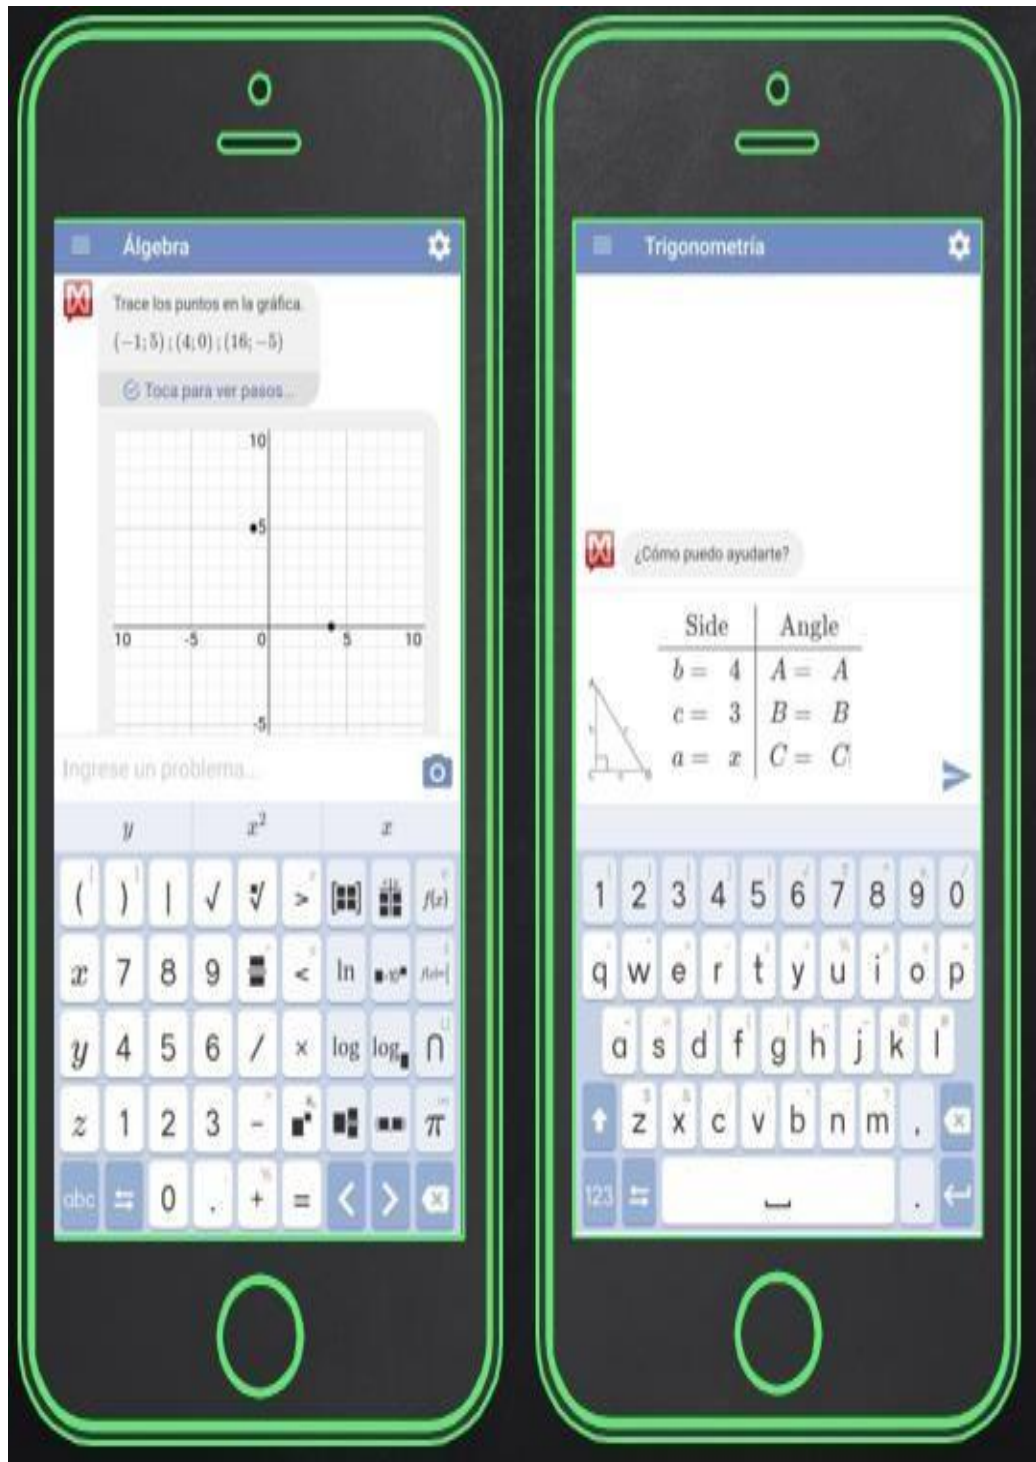 Álgebra
Trace los puntos en la gráfica.
(−1; 5) ; (4; 0) ; (16; −5)
Toca para ver pasos...
10
5
10 -5 0 5 10
-5
Ingrese un problema...
y x² x
( ) | √ √ > f(x)
x 7 8 9 < ln
y 4 5 6 / × log log ∩
z 1 2 3 − π
abc 0 . + = < >
Trigonometría
¿Cómo puedo ayudarte?
Side Angle
b = 4 A = A
c = 3 B = B
a = x C = C
1 2 3 4 5 6 7 8 9 0
q w e r t y u i o p
a s d f g h j k l
z x c v b n m ,
123 .